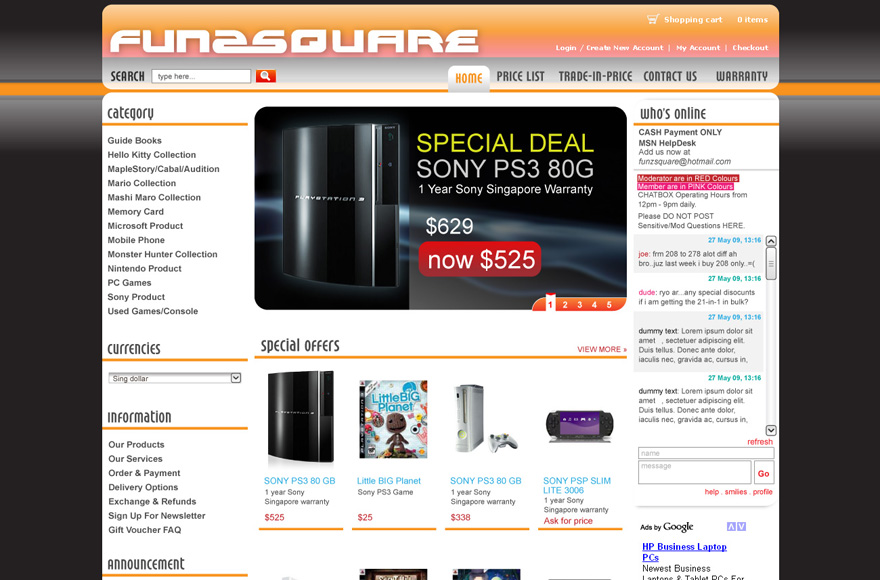 Shopping cart 0 items
FUNZSQUARE
Login / Create New Account | My Account | Checkout
SEARCH type here... HOME PRICE LIST TRADE-IN-PRICE CONTACT US WARRANTY
category
Guide Books
Hello Kitty Collection
MapleStory/Cabal/Audition
Mario Collection
Mashi Maro Collection
Memory Card
Microsoft Product
Mobile Phone
Monster Hunter Collection
Nintendo Product
PC Games
Sony Product
Used Games/Console
currencies
Sing dollar
information
Our Products
Our Services
Order & Payment
Delivery Options
Exchange & Refunds
Sign Up For Newsletter
Gift Voucher FAQ
announcement
SONY
PLAYSTATION 3
SPECIAL DEAL
SONY PS3 80G
1 Year Sony Singapore Warranty
$629
now $525
1 2 3 4 5
special offers
VIEW MORE »
PLAYSTATION 3
LittleBIG
Planet
SONY PS3 80 GB
1 year Sony
Singapore warranty
$525
Little BIG Planet
Sony PS3 Game
$25
SONY PS3 80 GB
1 year Sony
Singapore warranty
$338
SONY PSP SLIM
LITE 3006
1 year Sony
Singapore warranty
Ask for price
who's online
CASH Payment ONLY
MSN HelpDesk
Add us now at
funzsquare@hotmail.com
Moderator are in RED Colours
Member are in PINK Colours
CHATBOX Operating Hours from
12pm - 9pm daily.
Please DO NOT POST
Sensitive/Mod Questions HERE.
27 May 09, 13:16
joe: frm 208 to 278 alot diff ah
bro..juz last week i buy 208 only..=(
27 May 09, 13:16
dude: ryo ar...any special disocunts
if i am getting the 21-in-1 in bulk?
27 May 09, 13:16
dummy text: Lorem ipsum dolor sit
amet , sectetuer adipiscing elit.
Duis tellus. Donec ante dolor,
iaculis nec, gravida ac, cursus in,
27 May 09, 13:16
dummy text: Lorem ipsum dolor sit
amet , sectetuer adipiscing elit.
Duis tellus. Donec ante dolor,
iaculis nec, gravida ac, cursus in,
refresh
name
message
Go
help . smilies . profile
Ads by Google
HP Business Laptop
PCs
Newest Business
Laptops & Tablet PCs For